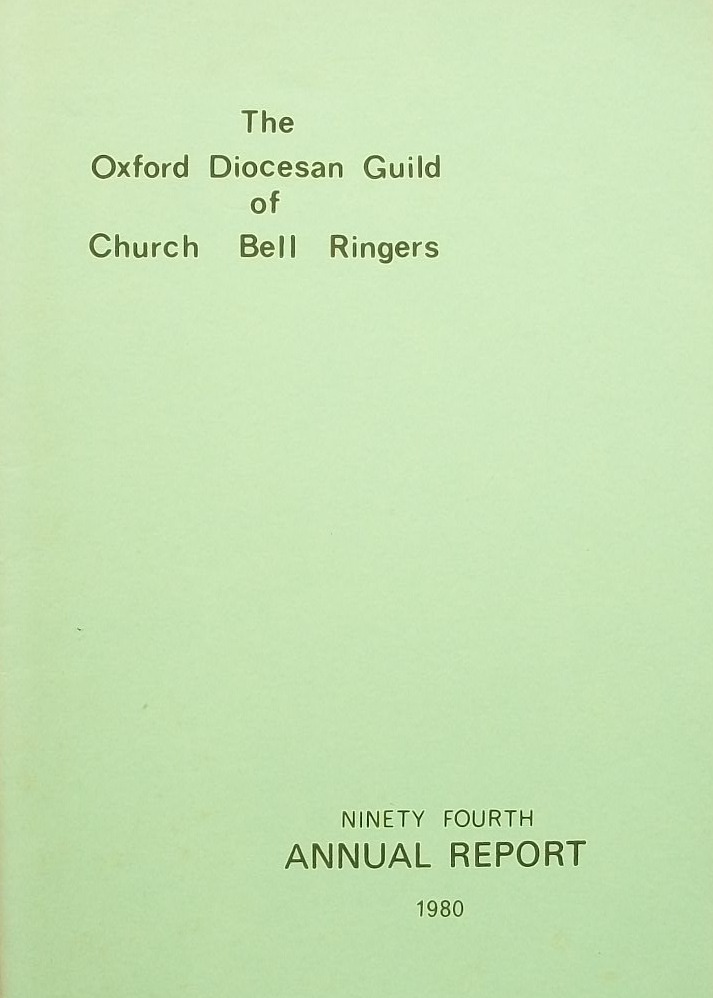 The
Oxford Diocesan Guild
of
Church Bell Ringers
NINETY FOURTH
ANNUAL REPORT
1980